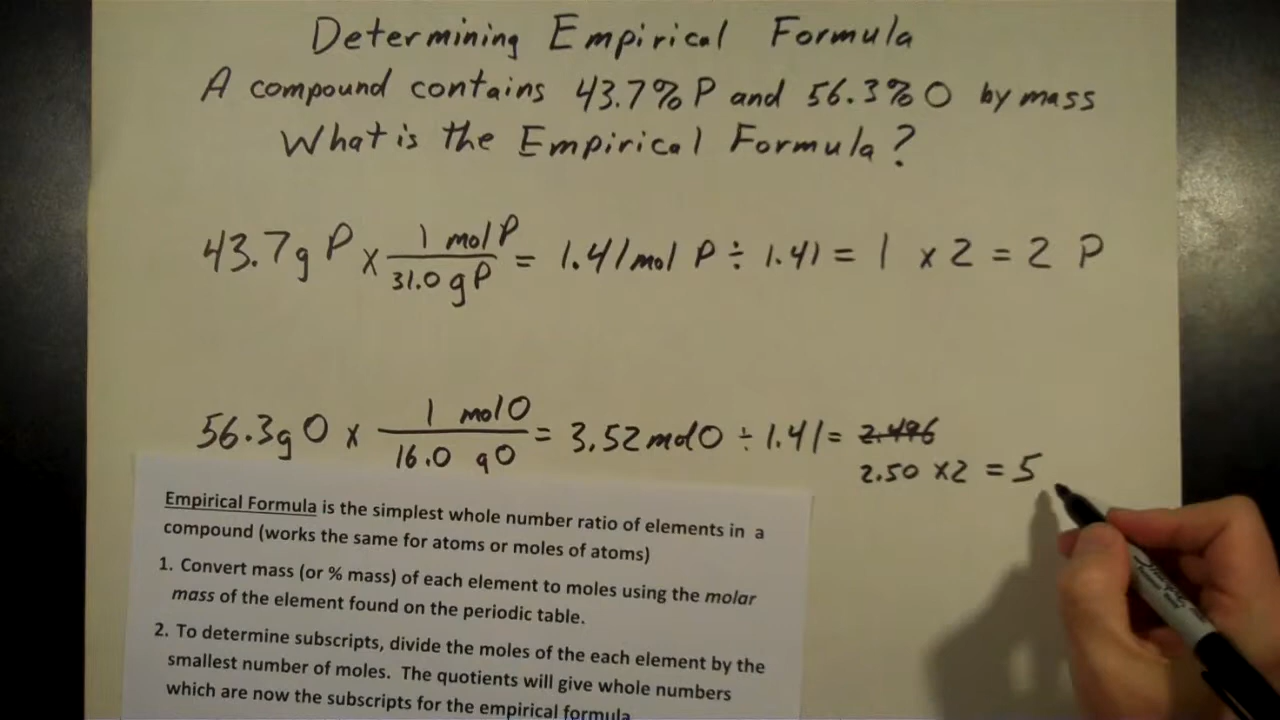 Determining Empirical Formula
A compound contains 43.7% P and 56.3% O by mass
What is the Empirical Formula?
43.7g P x 1 mol P / 31.0 g P = 1.41 mol P ÷ 1.41 = 1 x 2 = 2 P
56.3g O x 1 mol O / 16.0 g O = 3.52 mol O ÷ 1.41 = 2.496
2.50 x2 = 5
Empirical Formula is the simplest whole number ratio of elements in a
compound (works the same for atoms or moles of atoms)
1. Convert mass (or % mass) of each element to moles using the molar
mass of the element found on the periodic table.
2. To determine subscripts, divide the moles of the each element by the
smallest number of moles. The quotients will give whole numbers
which are now the subscripts for the empirical formula